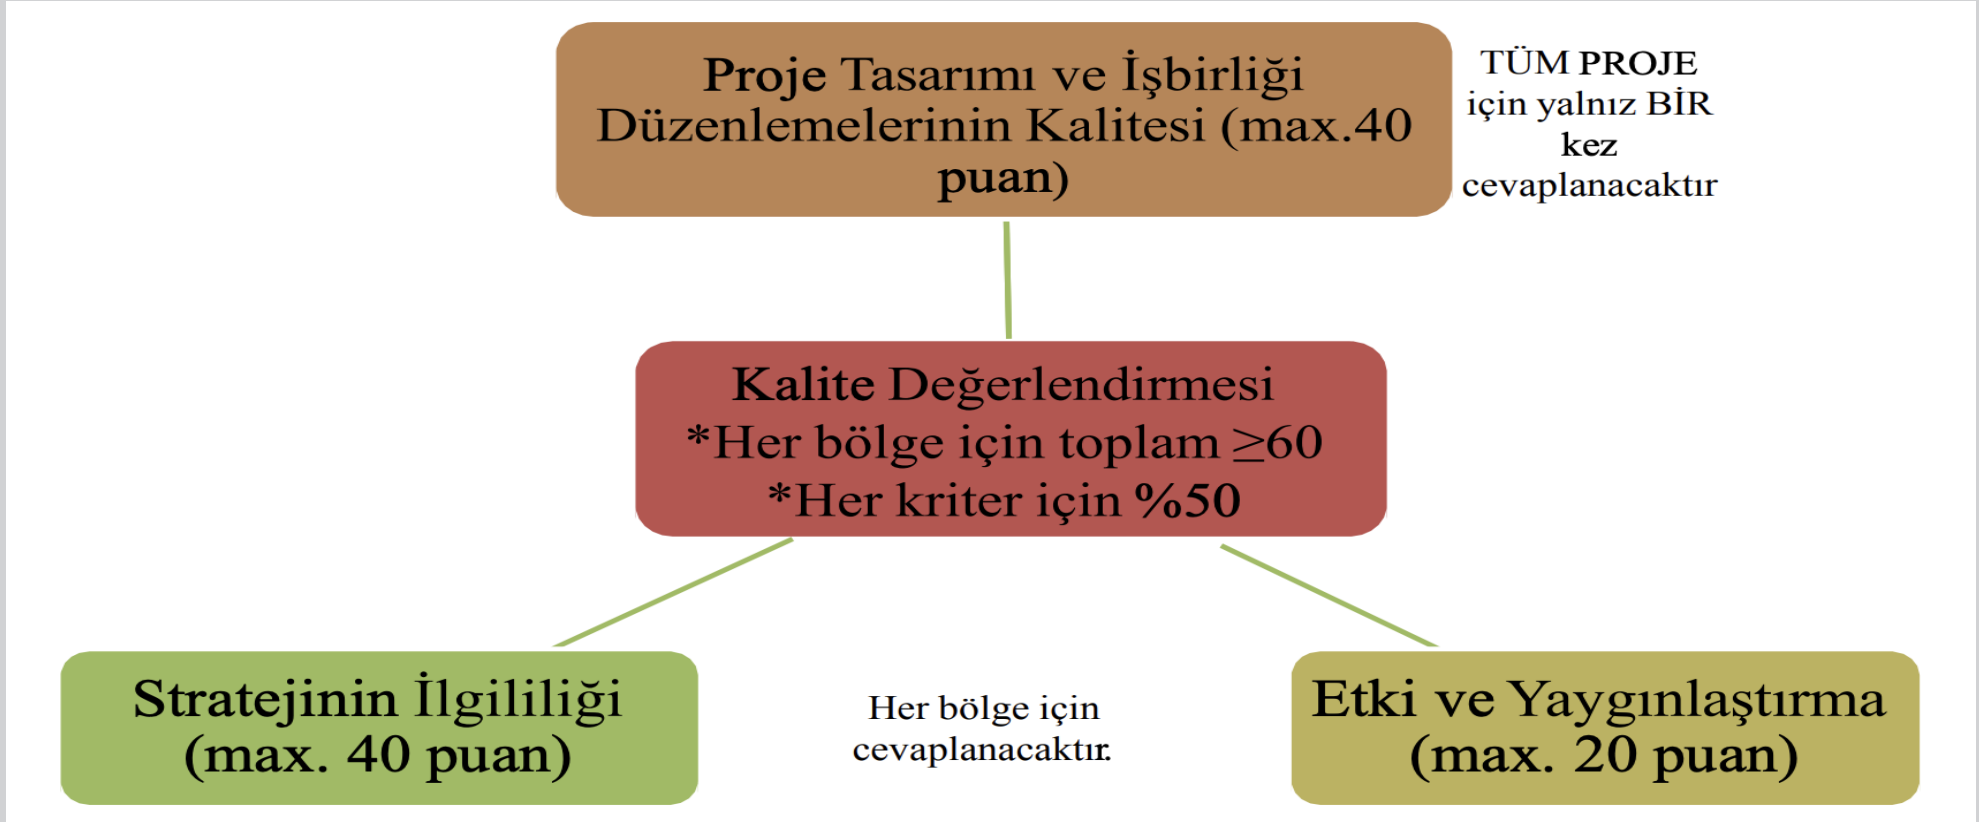 Proje Tasarımı ve İşbirliği
Düzenlemelerinin Kalitesi (max.40
puan)
TÜM PROJE
için yalnız BİR
kez
cevaplanacaktır
Kalite Değerlendirmesi
*Her bölge için toplam ≥60
*Her kriter için %50
Stratejinin İlgililiği
(max. 40 puan)
Her bölge için
cevaplanacaktır.
Etki ve Yaygınlaştırma
(max. 20 puan)